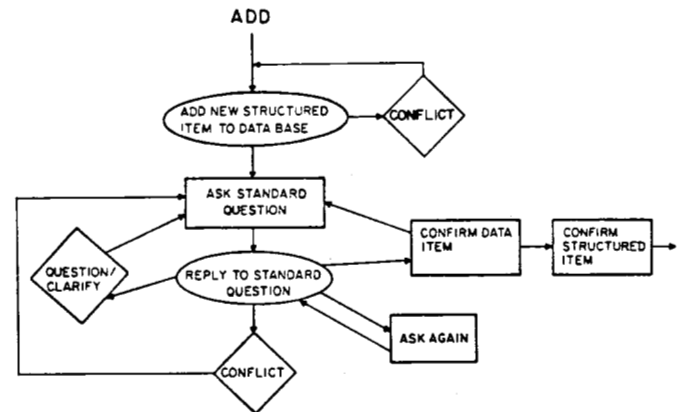 ADD
ADD NEW STRUCTURED
ITEM TO DATA BASE
CONFLICT
ASK STANDARD
QUESTION
CONFIRM DATA
ITEM
CONFIRM
STRUCTURED
ITEM
QUESTION/
CLARIFY
REPLY TO STANDARD
QUESTION
ASK AGAIN
CONFLICT